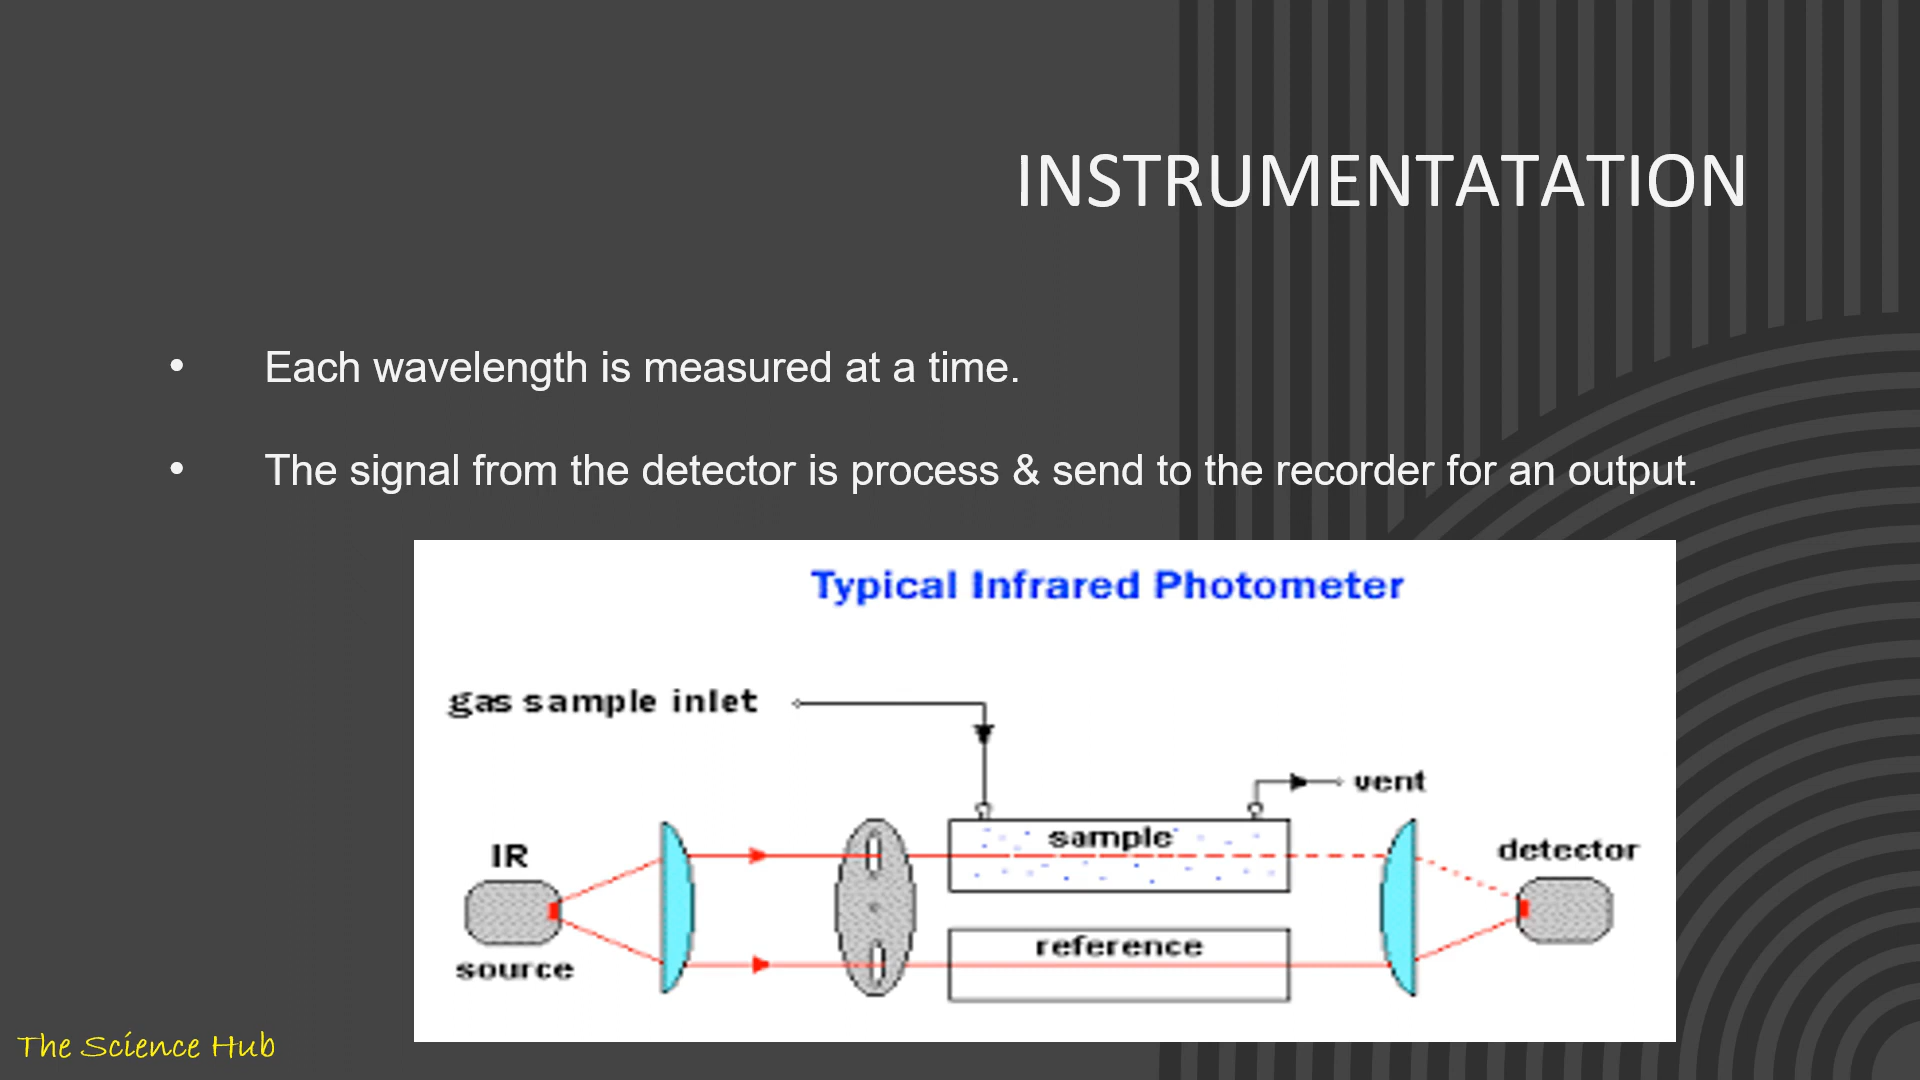 INSTRUMENTATATION
• Each wavelength is measured at a time.
• The signal from the detector is process & send to the recorder for an output.
Typical Infrared Photometer
gas sample inlet
vent
sample
IR
detector
reference
source
The Science Hub